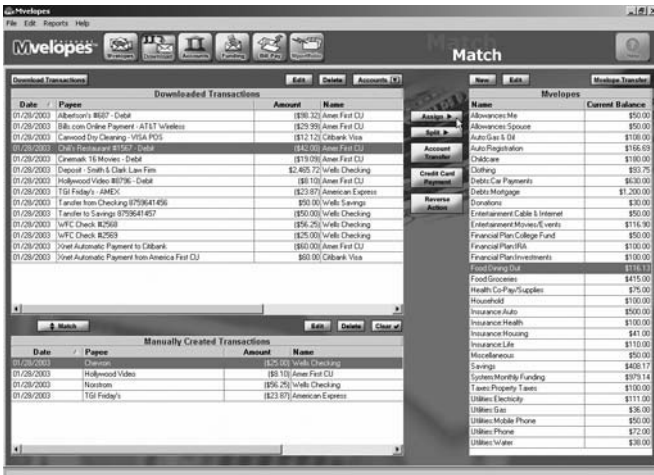 Mvelopes
File Edit Reports Help
Mvelopes Mvelopes Download Accounts Funding Bill Pay Match Help
Download Transactions Edit Delete Accounts New Edit Mvelope Transfer
Downloaded Transactions
Date / Payee Amount Name
01/28/2003 Albertson's #687 - Debit ($98.32) Amer.First CU
01/28/2003 Bills.com Online Payment - AT&T Wireless ($29.99) Amer.First CU
01/28/2003 Carwood Dry Cleaning - VISA POS ($12.12) Citibank Visa
01/28/2003 Chili's Restaurant #1567 - Debit ($42.00) Amer.First CU
01/28/2003 Cinemark 16 Movies - Debit ($19.09) Amer.First CU
01/28/2003 Deposit - Smith & Clark Law Firm $2,465.72 Wells Checking
01/28/2003 Hollywood Video #8796 - Debit ($8.10) Amer.First CU
01/28/2003 TGI Friday's - AMEX ($23.87) American Express
01/28/2003 Tansfer from Checking 8759641456 $50.00 Wells Savings
01/28/2003 Transfer to Savings 8759641457 ($50.00) Wells Checking
01/28/2003 WFC Check #2568 ($56.25) Wells Checking
01/28/2003 WFC Check #2569 ($25.00) Wells Checking
01/28/2003 Xnet Automatic Payment to Citibank ($60.00) Amer.First CU
01/28/2003 Xnet Automatic Payment from America First CU $60.00 Citibank Visa
Assign
Split
Account Transfer
Credit Card Payment
Reverse Action
Mvelopes
Name Current Balance
Allowances:Me $50.00
Allowances:Spouse $50.00
Auto:Gas & Oil $108.00
Auto:Registration $166.69
Childcare $180.00
Clothing $93.75
Debts:Car Payments $630.00
Debts:Mortgage $1,200.00
Donations $30.00
Entertainment:Cable & Internet $50.00
Entertainment:Movies/Events $116.90
Financial Plan:College Fund $50.00
Financial Plan:IRA $100.00
Financial Plan:Investments $100.00
Food:Dining Out $116.13
Food:Groceries $415.00
Health:Co-Pay/Supplies $75.00
Household $100.00
Insurance:Auto $500.00
Insurance:Health $100.00
Insurance:Housing $41.00
Insurance:Life $110.00
Miscellaneous $50.00
Savings $408.17
System:Monthly Funding $979.14
Taxes:Property Taxes $100.00
Utilities:Electricity $111.00
Utilities:Gas $36.00
Utilities:Mobile Phone $50.00
Utilities:Phone $72.00
Utilities:Water $38.00
Match Edit Delete Clear
Manually Created Transactions
Date / Payee Amount Name
01/28/2003 Chevron ($25.00) Wells Checking
01/28/2003 Hollywood Video ($8.10) Amer.First CU
01/28/2003 Nordstrom ($56.25) Wells Checking
01/28/2003 TGI Friday's ($23.87) American Express